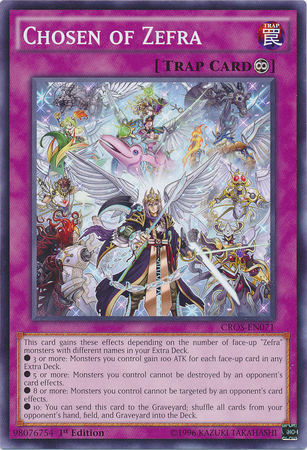 Chosen of Zefra
TRAP
罠
[Trap Card]
CROS-EN071
This card gains these effects depending on the number of face-up "Zefra"
monsters with different names in your Extra Deck.
● 3 or more: Monsters you control gain 100 ATK for each face-up card in any
Extra Deck.
● 5 or more: Monsters you control cannot be destroyed by an opponent's
card effects.
● 8 or more: Monsters you control cannot be targeted by an opponent's card
effects.
● 10: You can send this card to the Graveyard; shuffle all cards from your
opponent's hand, field, and Graveyard into the Deck.
98076754
1st Edition
©1996 KAZUKI TAKAHASHI